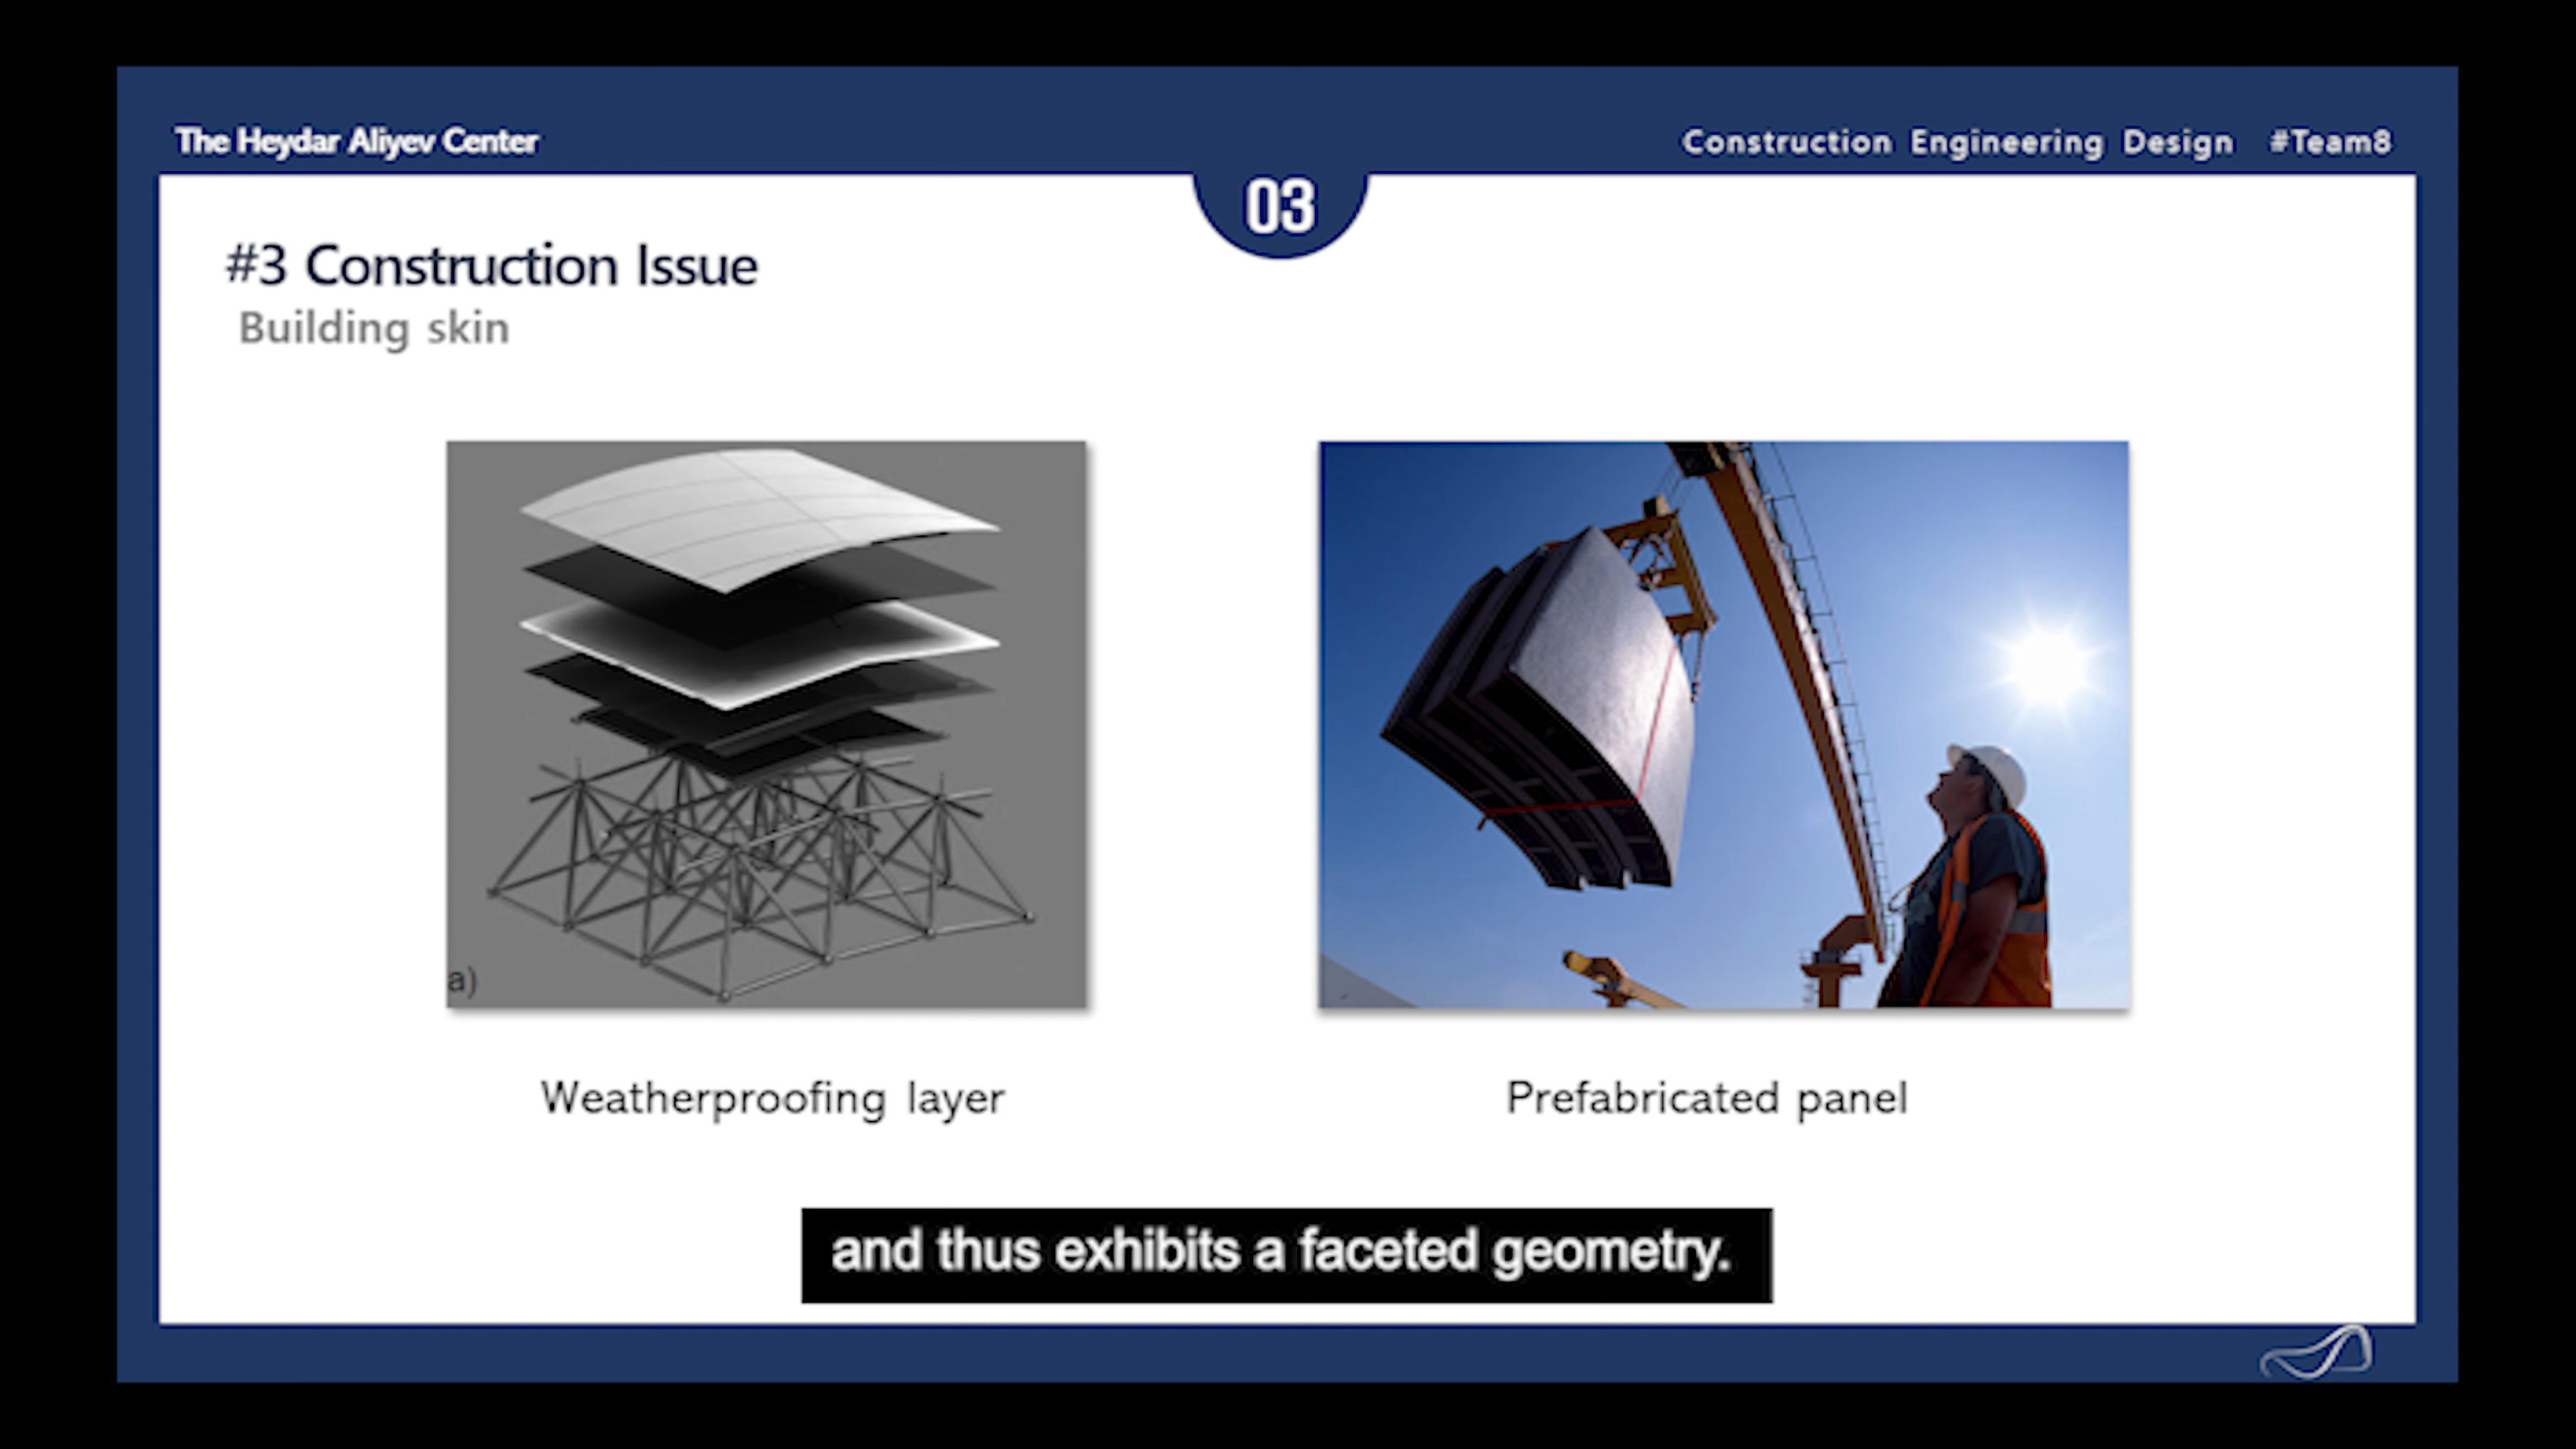 The Heydar Aliyev Center
Construction Engineering Design #Team8
03
#3 Construction Issue
Building skin
a)
Weatherproofing layer
Prefabricated panel
and thus exhibits a faceted geometry.